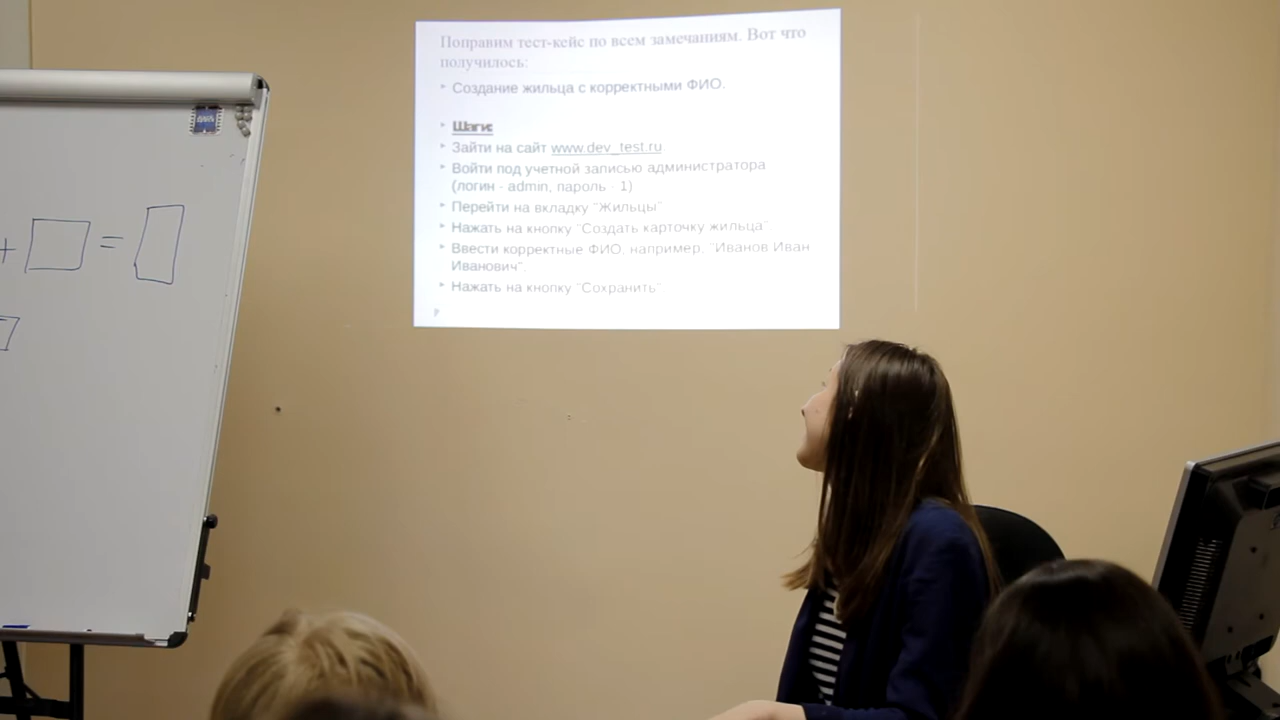 Поправим тест-кейс по всем замечаниям. Вот что
получилось:
Создание жильца с корректными ФИО.
Шаги:
Зайти на сайт www.dev_test.ru
Войти под учетной записью администратора
(логин - admin, пароль - 1)
Перейти на вкладку "Жильцы"
Нажать на кнопку "Создать карточку жильца"
Ввести корректные ФИО, например, "Иванов Иван
Иванович".
Нажать на кнопку "Сохранить"
+ =